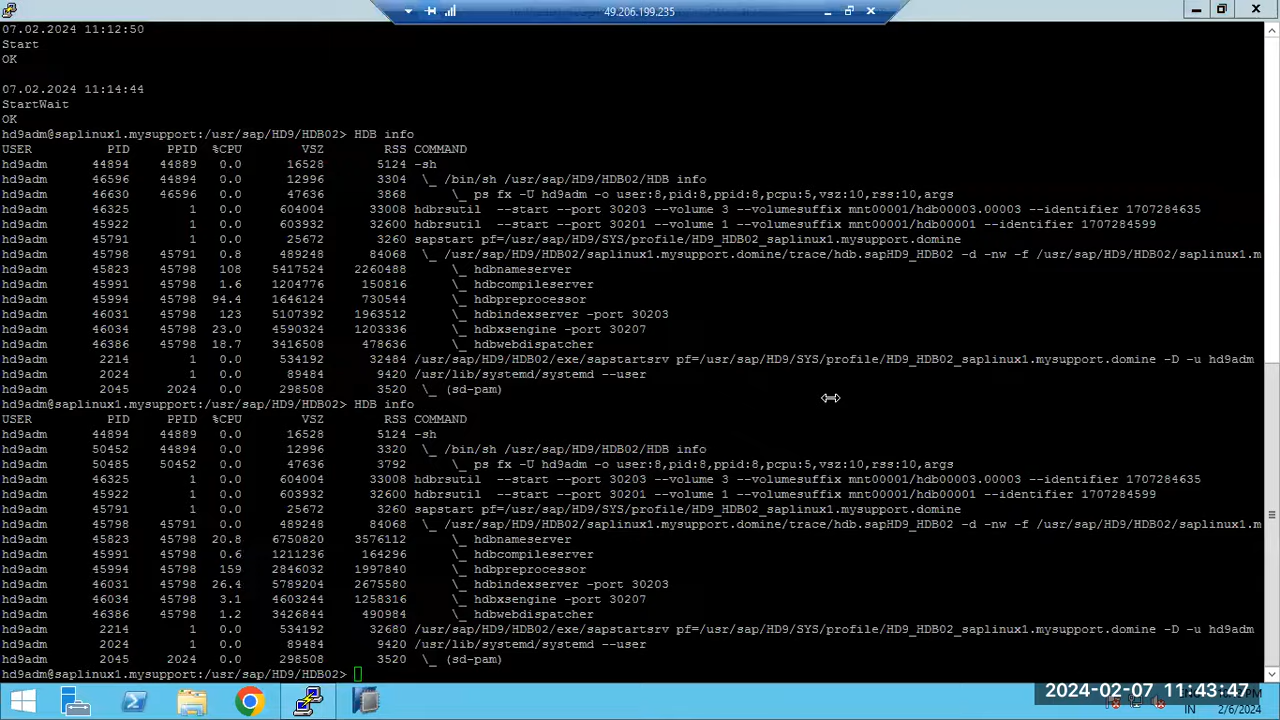 49.206.199.235
07.02.2024 11:12:50
Start
OK
07.02.2024 11:14:44
StartWait
OK
hd9adm@saplinux1.mysupport:/usr/sap/HD9/HDB02> HDB info
USER PID PPID %CPU VSZ RSS COMMAND
hd9adm 44894 44889 0.0 16528 5124 -sh
hd9adm 46596 44894 0.0 12996 3304 \_ /bin/sh /usr/sap/HD9/HDB02/HDB info
hd9adm 46630 46596 0.0 47636 3868 \_ ps fx -U hd9adm -o user:8,pid:8,ppid:8,pcpu:5,vsz:10,rss:10,args
hd9adm 46325 1 0.0 604004 33008 hdbrsutil --start --port 30203 --volume 3 --volumesuffix mnt00001/hdb00003.00003 --identifier 1707284635
hd9adm 45922 1 0.0 603932 32600 hdbrsutil --start --port 30201 --volume 1 --volumesuffix mnt00001/hdb00001 --identifier 1707284599
hd9adm 45791 1 0.0 25672 3260 sapstart pf=/usr/sap/HD9/SYS/profile/HD9_HDB02_saplinux1.mysupport.domine
hd9adm 45798 45791 0.8 489248 84068 \_ /usr/sap/HD9/HDB02/saplinux1.mysupport.domine/trace/hdb.sapHD9_HDB02 -d -nw -f /usr/sap/HD9/HDB02/saplinux1.m
hd9adm 45823 45798 108 5417524 2260488 \_ hdbnameserver
hd9adm 45991 45798 1.6 1204776 150816 \_ hdbcompileserver
hd9adm 45994 45798 94.4 1646124 730544 \_ hdbpreprocessor
hd9adm 46031 45798 123 5107392 1963512 \_ hdbindexserver -port 30203
hd9adm 46034 45798 23.0 4590324 1203336 \_ hdbxsengine -port 30207
hd9adm 46386 45798 18.7 3416508 478636 \_ hdbwebdispatcher
hd9adm 2214 1 0.0 534192 32484 /usr/sap/HD9/HDB02/exe/sapstartsrv pf=/usr/sap/HD9/SYS/profile/HD9_HDB02_saplinux1.mysupport.domine -D -u hd9adm
hd9adm 2024 1 0.0 89484 9420 /usr/lib/systemd/systemd --user
hd9adm 2045 2024 0.0 298508 3520 \_ (sd-pam)
hd9adm@saplinux1.mysupport:/usr/sap/HD9/HDB02> HDB info
USER PID PPID %CPU VSZ RSS COMMAND
hd9adm 44894 44889 0.0 16528 5124 -sh
hd9adm 50452 44894 0.0 12996 3320 \_ /bin/sh /usr/sap/HD9/HDB02/HDB info
hd9adm 50485 50452 0.0 47636 3792 \_ ps fx -U hd9adm -o user:8,pid:8,ppid:8,pcpu:5,vsz:10,rss:10,args
hd9adm 46325 1 0.0 604004 33008 hdbrsutil --start --port 30203 --volume 3 --volumesuffix mnt00001/hdb00003.00003 --identifier 1707284635
hd9adm 45922 1 0.0 603932 32600 hdbrsutil --start --port 30201 --volume 1 --volumesuffix mnt00001/hdb00001 --identifier 1707284599
hd9adm 45791 1 0.0 25672 3260 sapstart pf=/usr/sap/HD9/SYS/profile/HD9_HDB02_saplinux1.mysupport.domine
hd9adm 45798 45791 0.0 489248 84068 \_ /usr/sap/HD9/HDB02/saplinux1.mysupport.domine/trace/hdb.sapHD9_HDB02 -d -nw -f /usr/sap/HD9/HDB02/saplinux1.m
hd9adm 45823 45798 20.8 6750820 3576112 \_ hdbnameserver
hd9adm 45991 45798 0.6 1211236 164296 \_ hdbcompileserver
hd9adm 45994 45798 159 2846032 1997840 \_ hdbpreprocessor
hd9adm 46031 45798 26.4 5789204 2675580 \_ hdbindexserver -port 30203
hd9adm 46034 45798 3.1 4603244 1258316 \_ hdbxsengine -port 30207
hd9adm 46386 45798 1.2 3426844 490984 \_ hdbwebdispatcher
hd9adm 2214 1 0.0 534192 32680 /usr/sap/HD9/HDB02/exe/sapstartsrv pf=/usr/sap/HD9/SYS/profile/HD9_HDB02_saplinux1.mysupport.domine -D -u hd9adm
hd9adm 2024 1 0.0 89484 9420 /usr/lib/systemd/systemd --user
hd9adm 2045 2024 0.0 298508 3520 \_ (sd-pam)
hd9adm@saplinux1.mysupport:/usr/sap/HD9/HDB02>
2024-02-07 11:43:47
IN 2/6/2024